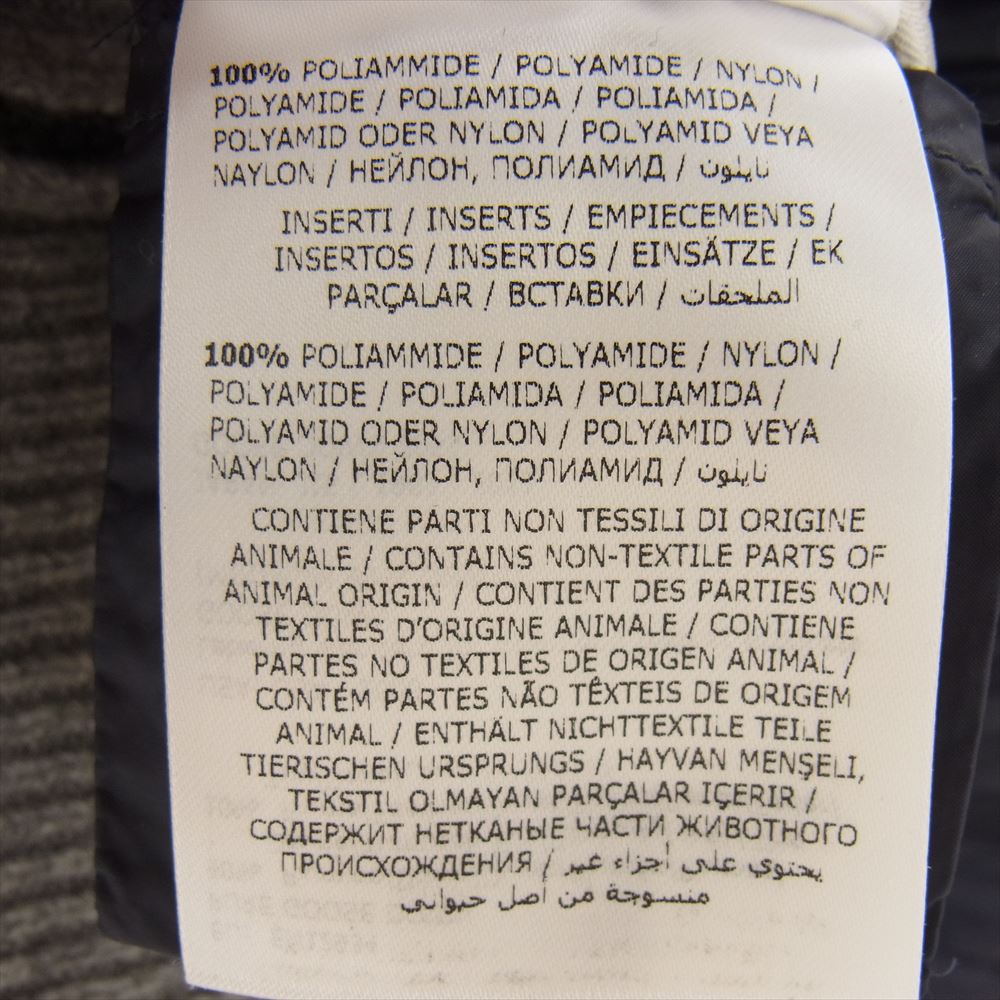 100% POLIAMMIDE / POLYAMIDE / NYLON /
POLYAMIDE / POLIAMIDA / POLIAMIDA /
POLYAMID ODER NYLON / POLYAMID VEYA
NAYLON / НЕЙЛОН, ПОЛИАМИД / نايلون
INSERTI / INSERTS / EMPIECEMENTS /
INSERTOS / INSERTOS / EINSÄTZE / EK
PARÇALAR / ВСТАВКИ / الملحقات
100% POLIAMMIDE / POLYAMIDE / NYLON /
POLYAMIDE / POLIAMIDA / POLIAMIDA /
POLYAMID ODER NYLON / POLYAMID VEYA
NAYLON / НЕЙЛОН, ПОЛИАМИД / نايلون
CONTIENE PARTI NON TESSILI DI ORIGINE
ANIMALE / CONTAINS NON-TEXTILE PARTS OF
ANIMAL ORIGIN / CONTIENT DES PARTIES NON
TEXTILES D'ORIGINE ANIMALE / CONTIENE
PARTES NO TEXTILES DE ORIGEN ANIMAL /
CONTÉM PARTES NÃO TÊXTEIS DE ORIGEM
ANIMAL / ENTHÄLT NICHTTEXTILE TEILE
TIERISCHEN URSPRUNGS / HAYVAN MENŞELİ,
TEKSTIL OLMAYAN PARÇALAR IÇERIR /
СОДЕРЖИТ НЕТКАНЫЕ ЧАСТИ ЖИВОТНОГО
ПРОИСХОЖДЕНИЯ / يحتوي على أجزاء غير
منسوجة من اصل حيواني